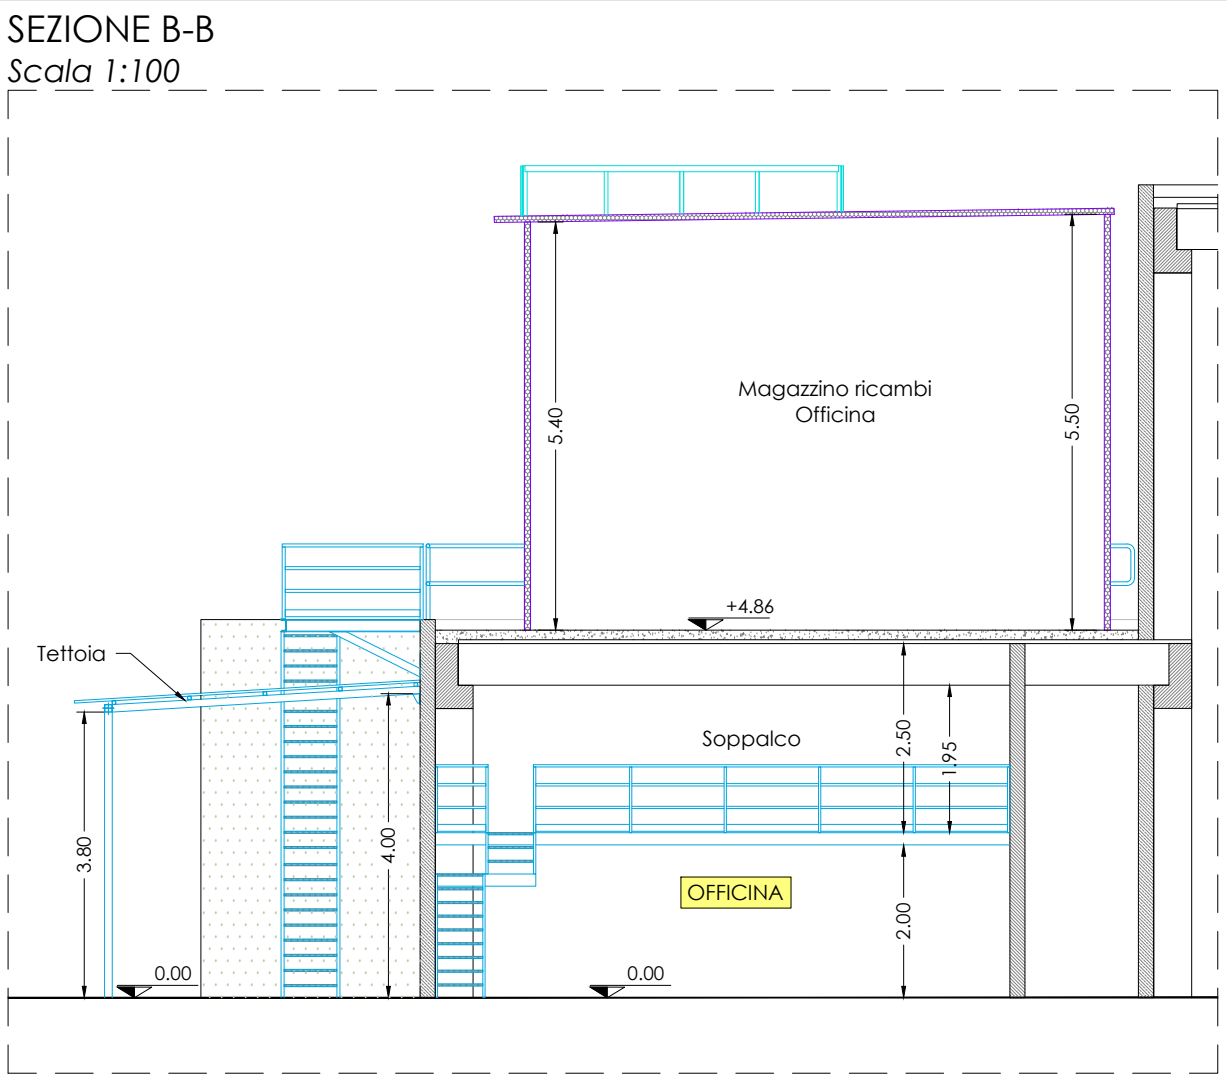 SEZIONE B-B
Scala 1:100
Magazzino ricambi
Officina
5.40
5.50
+4.86
Tettoia
Soppalco
2.50
1.95
3.80
4.00
OFFICINA
2.00
0.00
0.00